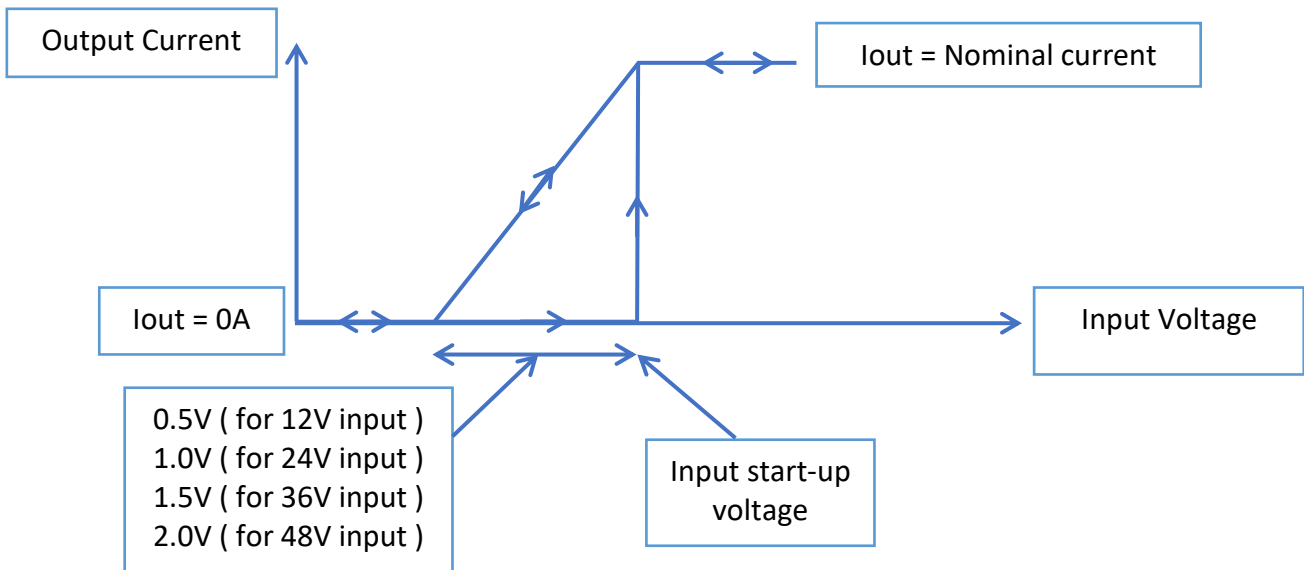 Output Current
Iout = Nominal current
Iout = 0A
Input Voltage
0.5V ( for 12V input )
1.0V ( for 24V input )
1.5V ( for 36V input )
2.0V ( for 48V input )
Input start-up
voltage